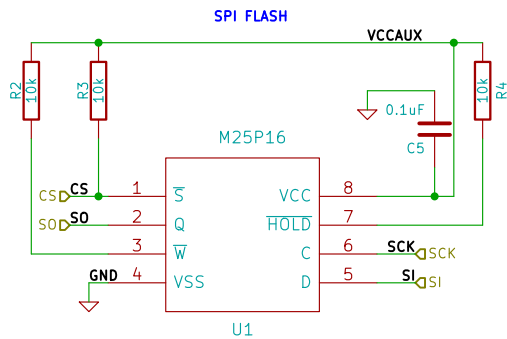 SPI FLASH
VCCAUX
R2 10k
R3 10k
R4 10k
0.1uF
C5
M25P16
CS CS 1 S VCC 8
SO SO 2 Q HOLD 7
3 W C 6 SCK SCK
GND 4 VSS D 5 SI SI
U1